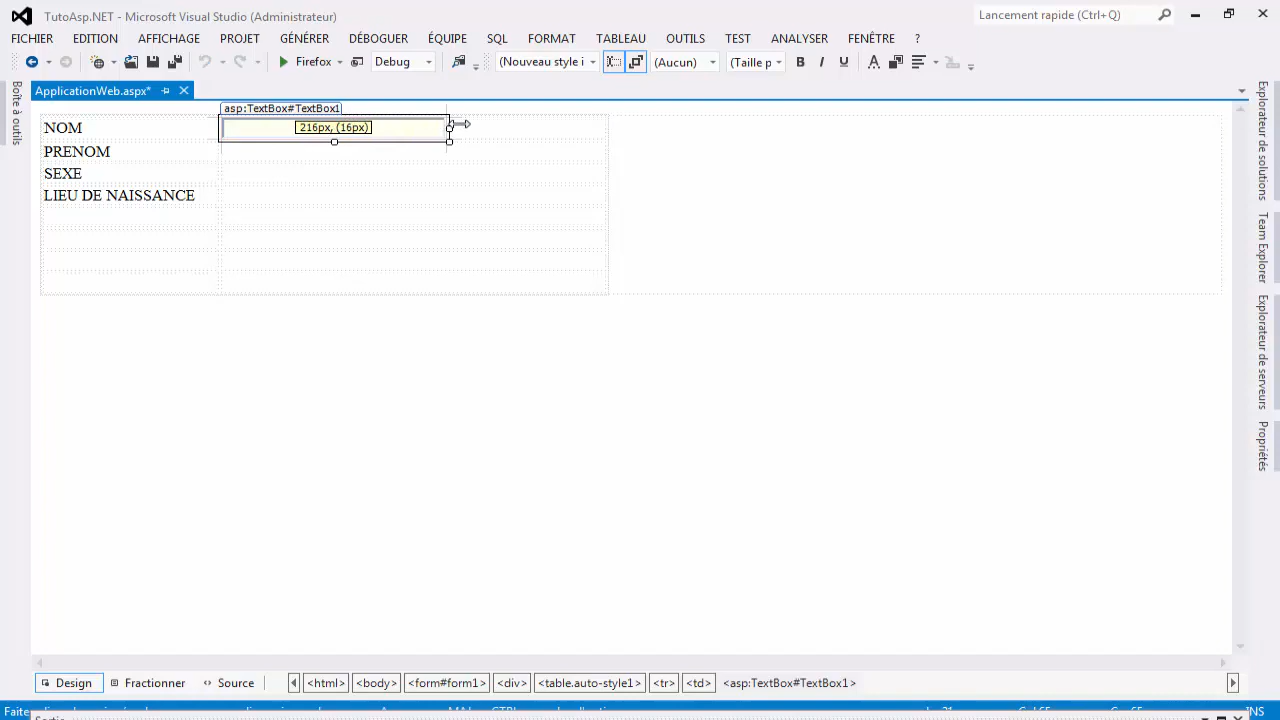 TutoAsp.NET - Microsoft Visual Studio (Administrateur)
Lancement rapide (Ctrl+Q)
FICHIER EDITION AFFICHAGE PROJET GÉNÉRER DÉBOGUER ÉQUIPE SQL FORMAT TABLEAU OUTILS TEST ANALYSER FENÊTRE ?
Firefox Debug (Nouveau style i (Aucun) (Taille p B I U A
ApplicationWeb.aspx*
Boîte à outils
asp:TextBox#TextBox1
NOM 216px, (16px)
PRENOM
SEXE
LIEU DE NAISSANCE
Explorateur de solutions
Team Explorer
Explorateur de serveurs
Propriétés
Design Fractionner Source <html> <body> <form#form1> <div> <table.auto-style1> <tr> <td> <asp:TextBox#TextBox1>
INS
Sortie